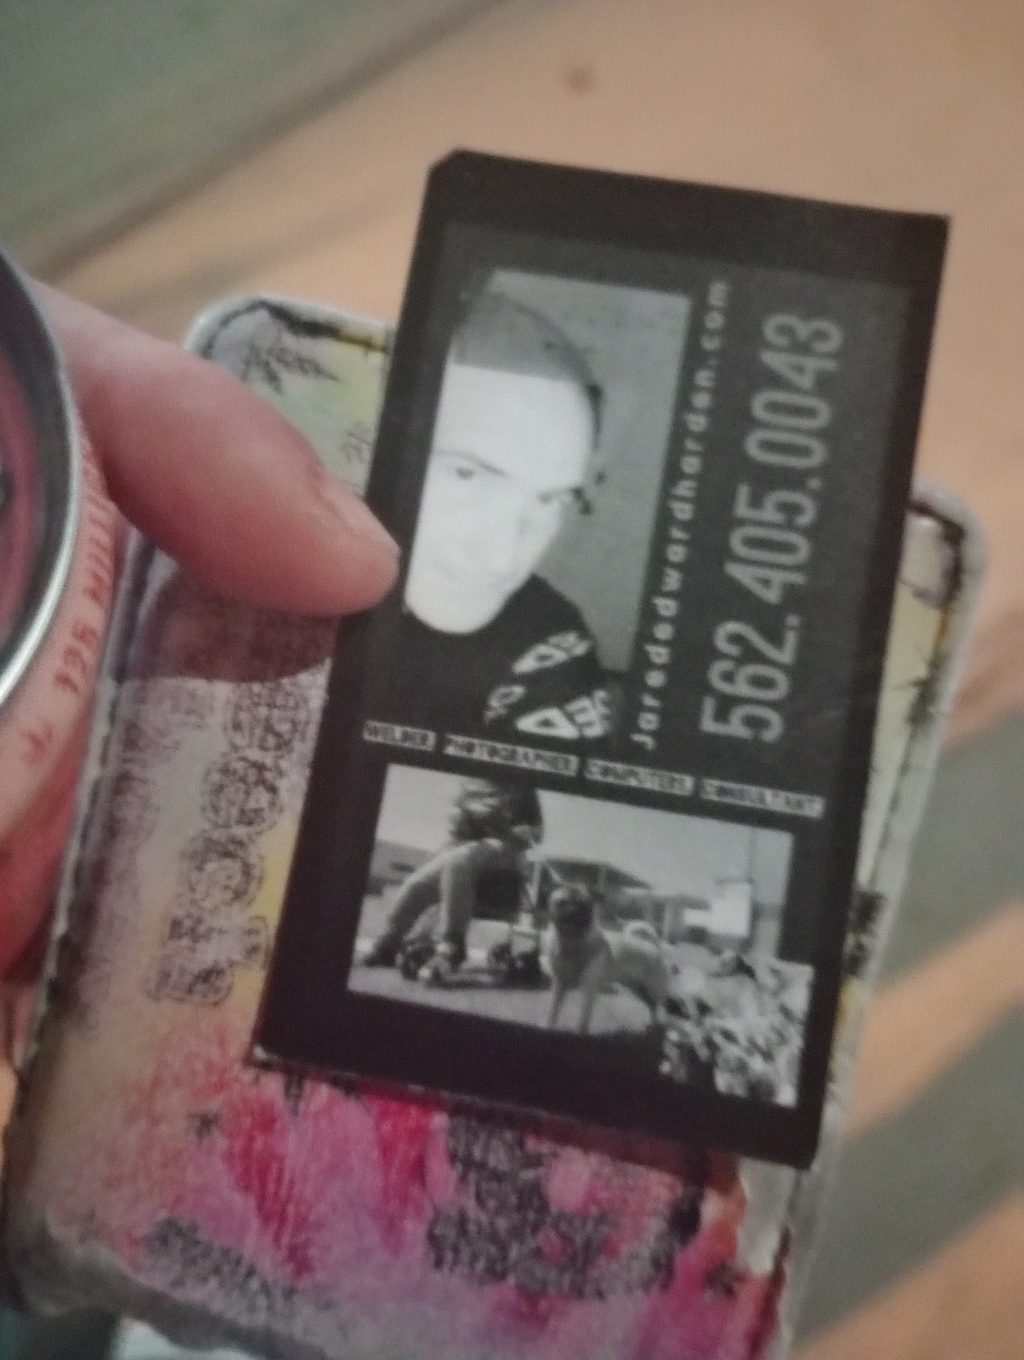 Jarededwardharden.com
562.405.0043
WELDER PHOTOGRAPHER COMPUTERS CONSULTANT